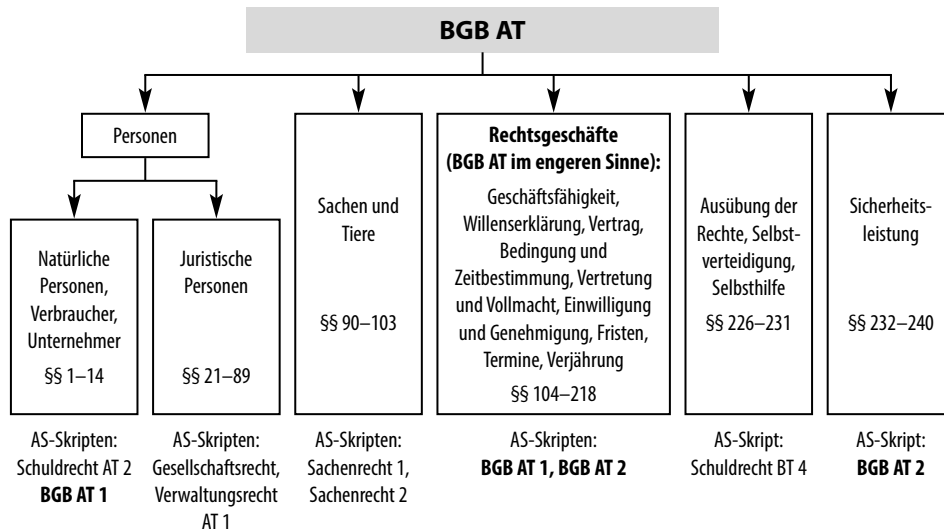 BGB AT
Personen
Natürliche
Personen,
Verbraucher,
Unternehmer
§§ 1–14
AS-Skripten:
Schuldrecht AT 2
BGB AT 1
Juristische
Personen
§§ 21–89
AS-Skripten:
Gesellschaftsrecht,
Verwaltungsrecht
AT 1
Sachen und
Tiere
§§ 90–103
AS-Skripten:
Sachenrecht 1,
Sachenrecht 2
Rechtsgeschäfte
(BGB AT im engeren Sinne):
Geschäftsfähigkeit,
Willenserklärung, Vertrag,
Bedingung und
Zeitbestimmung, Vertretung
und Vollmacht, Einwilligung
und Genehmigung, Fristen,
Termine, Verjährung
§§ 104–218
AS-Skripten:
BGB AT 1, BGB AT 2
Ausübung der
Rechte, Selbst-
verteidigung,
Selbsthilfe
§§ 226–231
AS-Skript:
Schuldrecht BT 4
Sicherheits-
leistung
§§ 232–240
AS-Skript:
BGB AT 2